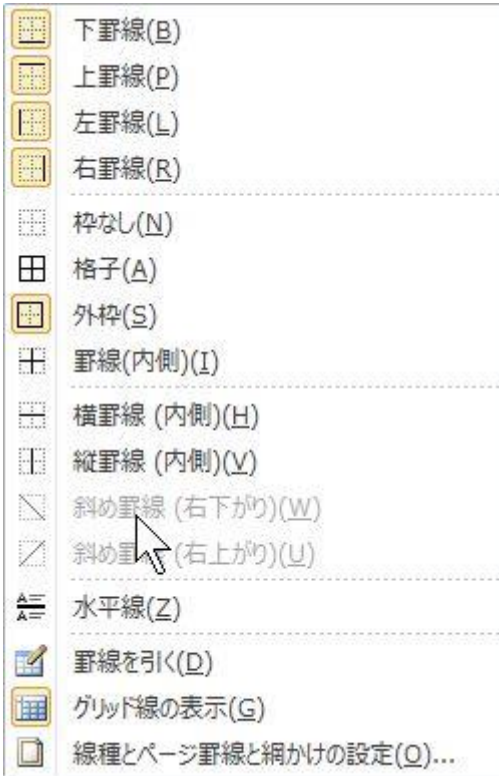 下罫線(B)
上罫線(P)
左罫線(L)
右罫線(R)
枠なし(N)
格子(A)
外枠(S)
罫線(内側)(I)
横罫線 (内側)(H)
縦罫線 (内側)(V)
斜め罫線 (右下がり)(W)
斜め罫 (右上がり)(U)
水平線(Z)
罫線を引く(D)
グリッド線の表示(G)
線種とページ罫線と網かけの設定(O)...